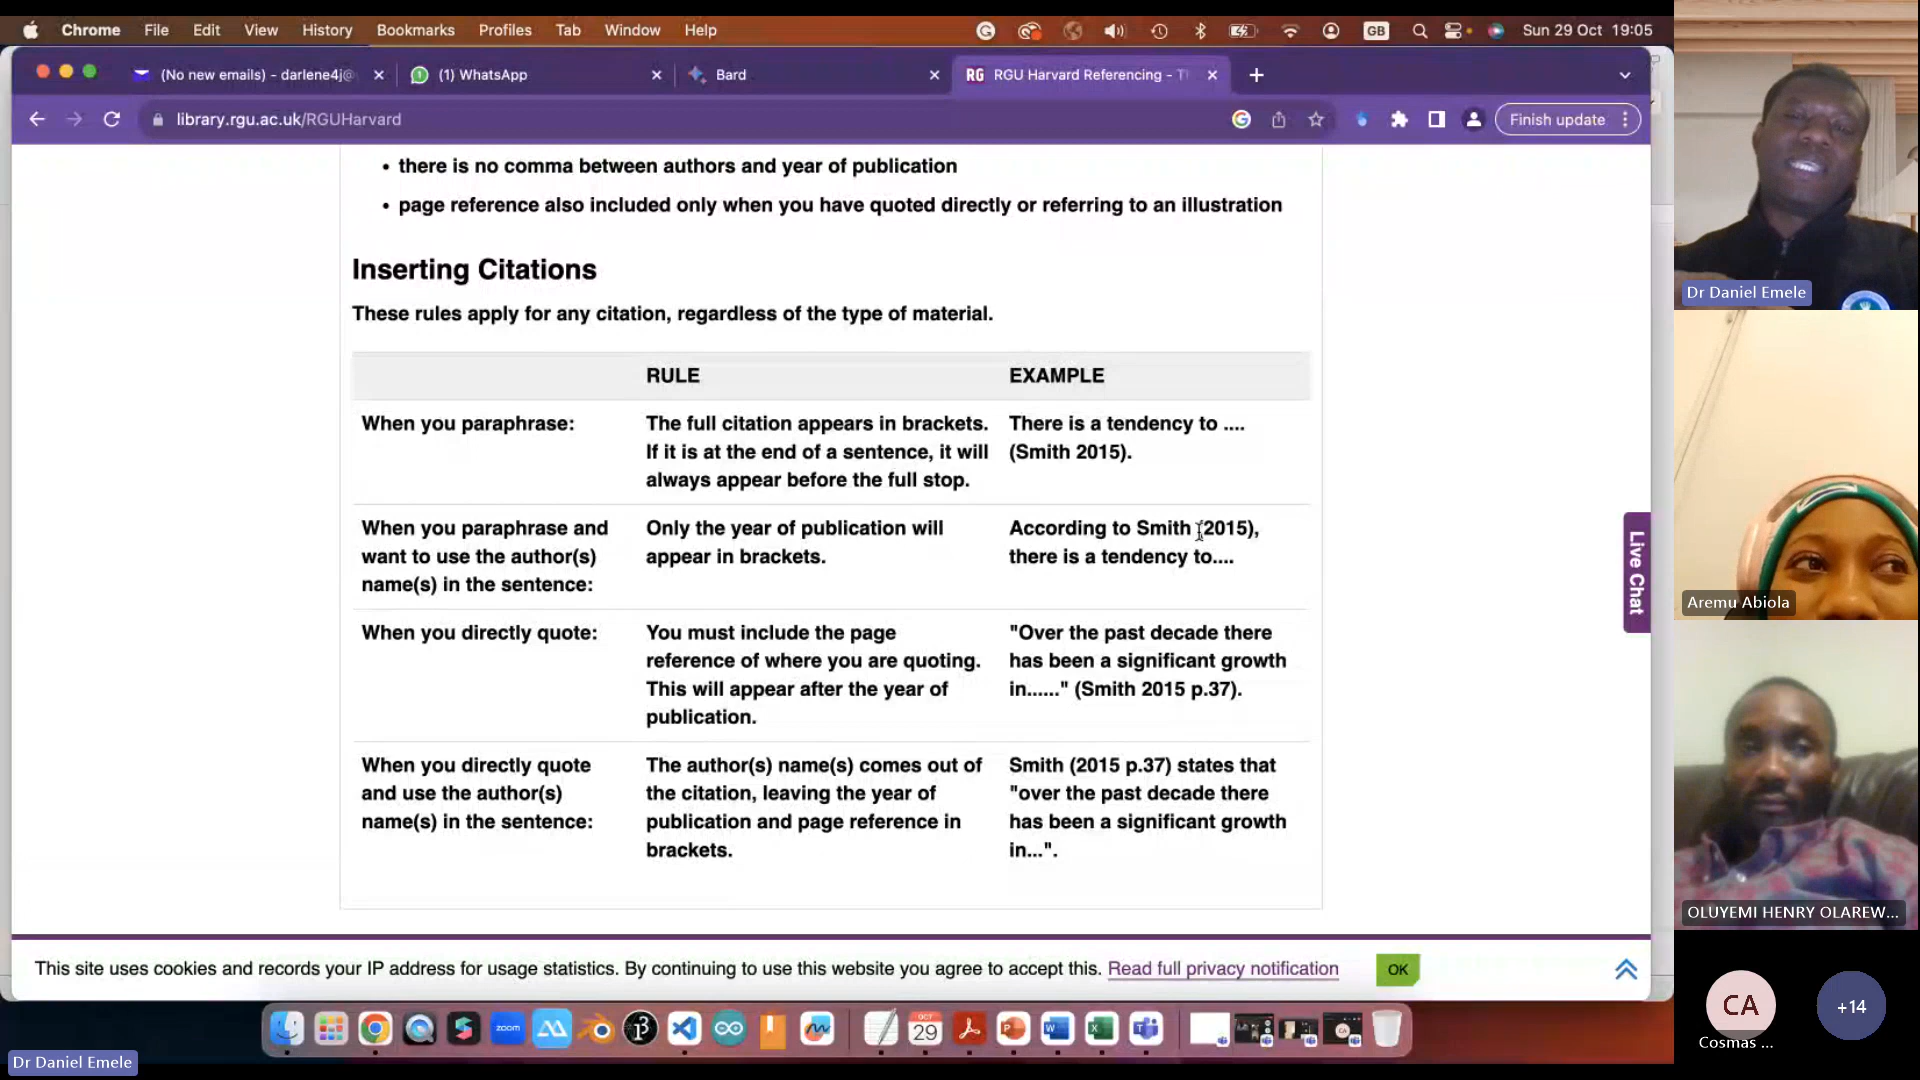 Chrome File Edit View History Bookmarks Profiles Tab Window Help GB Sun 29 Oct 19:05
(No new emails) - darlene4j@ (1) WhatsApp Bard RG RGU Harvard Referencing - T
library.rgu.ac.uk/RGUHarvard Finish update
• there is no comma between authors and year of publication
• page reference also included only when you have quoted directly or referring to an illustration
Inserting Citations
These rules apply for any citation, regardless of the type of material.
RULE EXAMPLE
When you paraphrase: The full citation appears in brackets. There is a tendency to ....
If it is at the end of a sentence, it will (Smith 2015).
always appear before the full stop.
When you paraphrase and Only the year of publication will According to Smith (2015),
want to use the author(s) appear in brackets. there is a tendency to....
name(s) in the sentence:
When you directly quote: You must include the page "Over the past decade there
reference of where you are quoting. has been a significant growth
This will appear after the year of in......" (Smith 2015 p.37).
publication.
When you directly quote The author(s) name(s) comes out of Smith (2015 p.37) states that
and use the author(s) the citation, leaving the year of "over the past decade there
name(s) in the sentence: publication and page reference in has been a significant growth
brackets. in...".
Live Chat
This site uses cookies and records your IP address for usage statistics. By continuing to use this website you agree to accept this. Read full privacy notification OK
zoom OCT 29
Dr Daniel Emele
Dr Daniel Emele
Aremu Abiola
OLUYEMI HENRY OLAREW...
CA +14
Cosmas ...